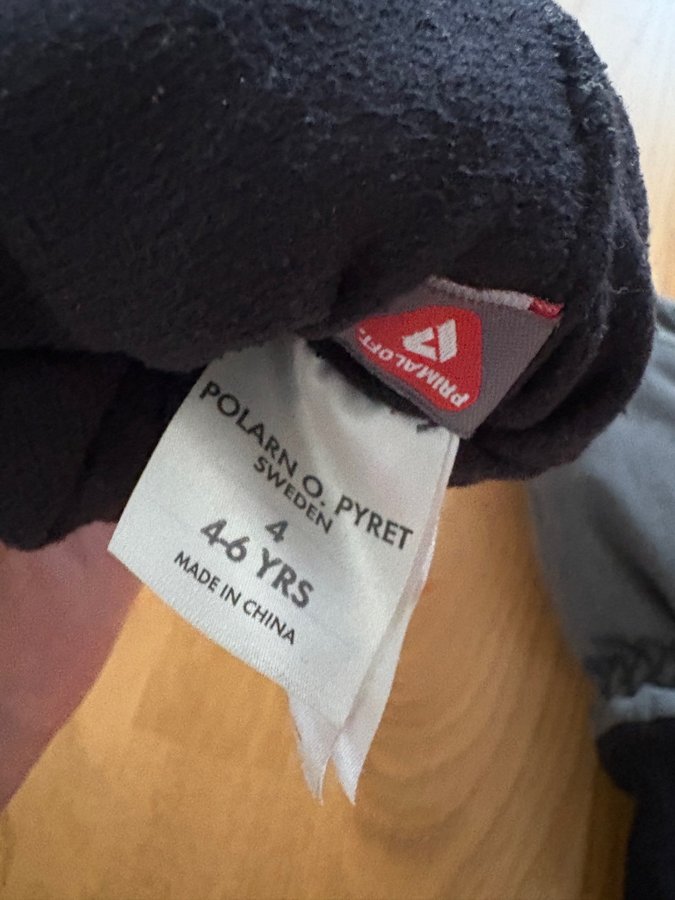 PRIMALOFT
POLARN O. PYRET
SWEDEN
4
4-6 YRS
MADE IN CHINA